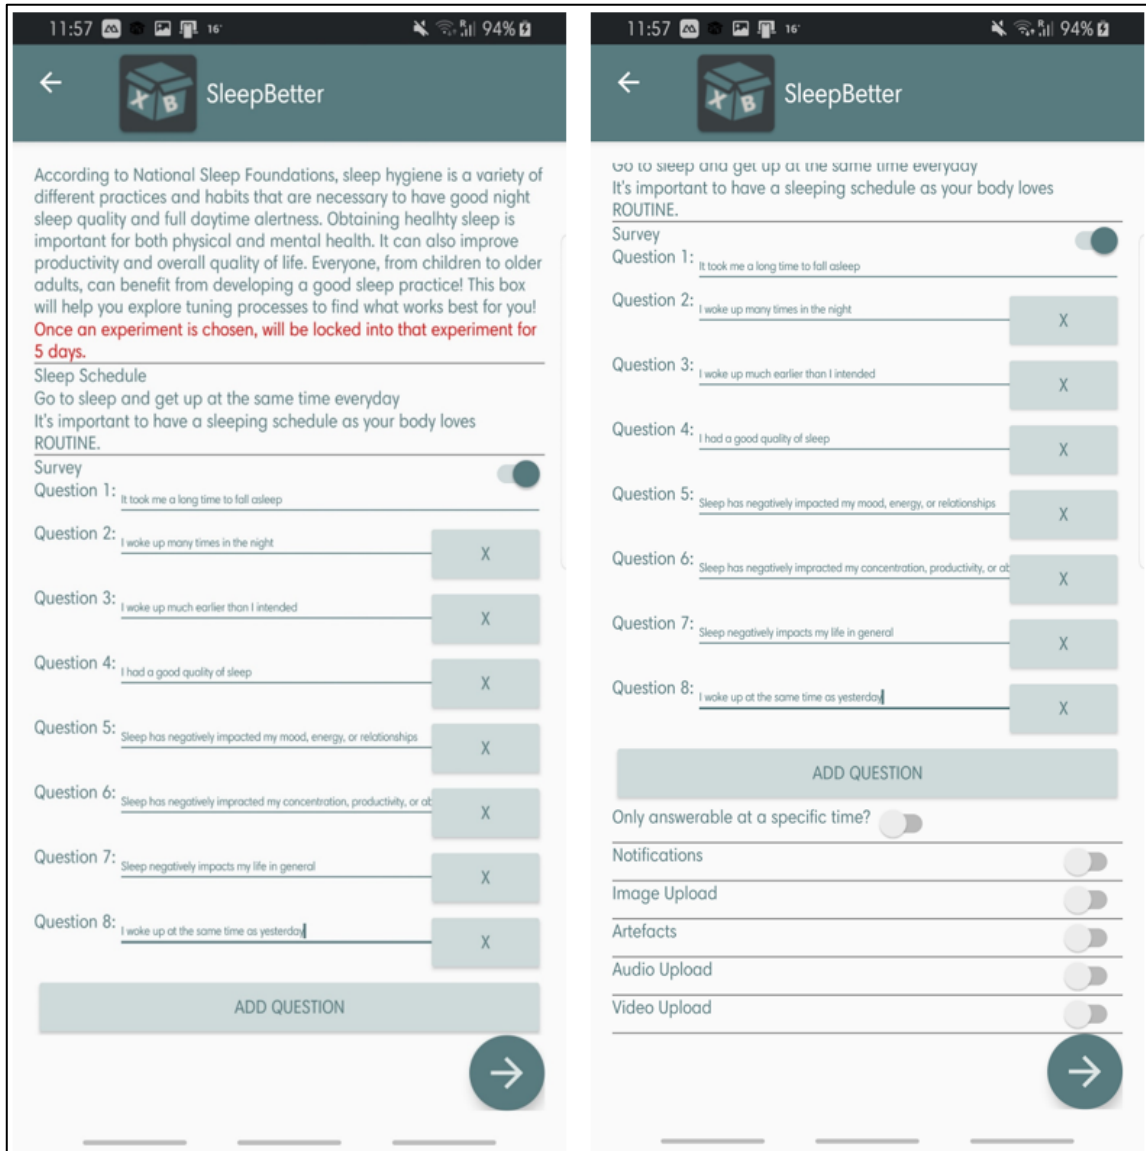 11:57 16° 94%
X B SleepBetter
According to National Sleep Foundations, sleep hygiene is a variety of
different practices and habits that are necessary to have good night
sleep quality and full daytime alertness. Obtaining healhty sleep is
important for both physical and mental health. It can also improve
productivity and overall quality of life. Everyone, from children to older
adults, can benefit from developing a good sleep practice! This box
will help you explore tuning processes to find what works best for you!
Once an experiment is chosen, will be locked into that experiment for
5 days.
Sleep Schedule
Go to sleep and get up at the same time everyday
It's important to have a sleeping schedule as your body loves
ROUTINE.
Survey
Question 1: It took me a long time to fall asleep
Question 2: I woke up many times in the night X
Question 3: I woke up much earlier than I intended X
Question 4: I had a good quality of sleep X
Question 5: Sleep has negatively impacted my mood, energy, or relationships X
Question 6: Sleep has negatively impracted my concentration, productivity, or ab X
Question 7: Sleep negatively impacts my life in general X
Question 8: I woke up at the same time as yesterday X
ADD QUESTION
11:57 16° 94%
X B SleepBetter
Go to sleep and get up at the same time everyday
It's important to have a sleeping schedule as your body loves
ROUTINE.
Survey
Question 1: It took me a long time to fall asleep
Question 2: I woke up many times in the night X
Question 3: I woke up much earlier than I intended X
Question 4: I had a good quality of sleep X
Question 5: Sleep has negatively impacted my mood, energy, or relationships X
Question 6: Sleep has negatively impracted my concentration, productivity, or ab X
Question 7: Sleep negatively impacts my life in general X
Question 8: I woke up at the same time as yesterday X
ADD QUESTION
Only answerable at a specific time?
Notifications
Image Upload
Artefacts
Audio Upload
Video Upload